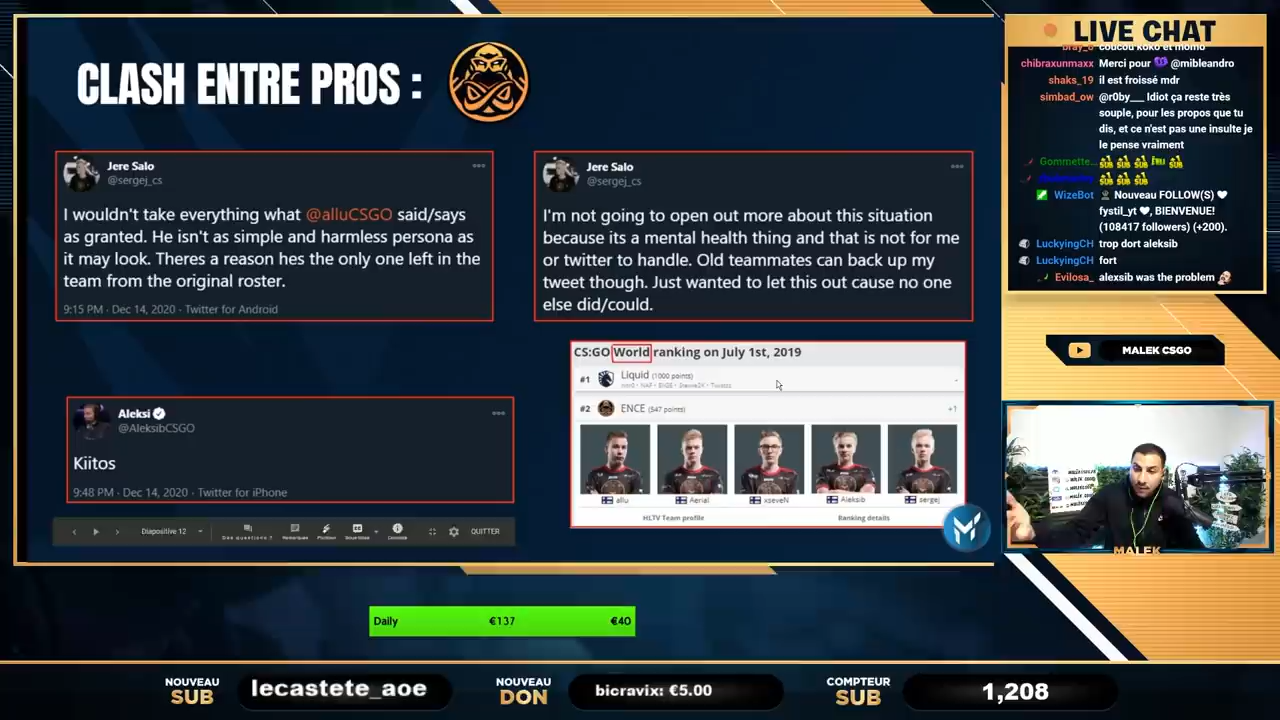 CLASH ENTRE PROS :
Jere Salo
@sergej_cs
I wouldn't take everything what @alluCSGO said/says
as granted. He isn't as simple and harmless persona as
it may look. Theres a reason hes the only one left in the
team from the original roster.
9:15 PM · Dec 14, 2020 · Twitter for Android
Jere Salo
@sergej_cs
I'm not going to open out more about this situation
because its a mental health thing and that is not for me
or twitter to handle. Old teammates can back up my
tweet though. Just wanted to let this out cause no one
else did/could.
Aleksi
@AleksibCSGO
Kiitos
9:48 PM · Dec 14, 2020 · Twitter for iPhone
CS:GO World ranking on July 1st, 2019
#1 Liquid (1000 points)
#2 ENCE (547 points) +1
allu Aerial xseveN Aleksib sergej
HLTV Team profile Ranking details
Diapositive 12
QUITTER
LIVE CHAT
coucou koko et momo
chibraxunmaxx Merci pour @mibleandro
shaks_19 il est froissé mdr
simbad_ow @r0by___ Idiot ça reste très
souple, pour les propos que tu
dis, et ce n'est pas une insulte je
le pense vraiment
Gommette...
WizeBot Nouveau FOLLOW(S)
fystil_yt, BIENVENUE!
(108417 followers) (+200).
LuckyingCH trop dort aleksib
LuckyingCH fort
Evilosa_ alexsib was the problem
MALEK CSGO
MALEK
Daily €137 €40
NOUVEAU
SUB
lecastete_aoe
NOUVEAU
DON
bicravix: €5.00
COMPTEUR
SUB
1,208